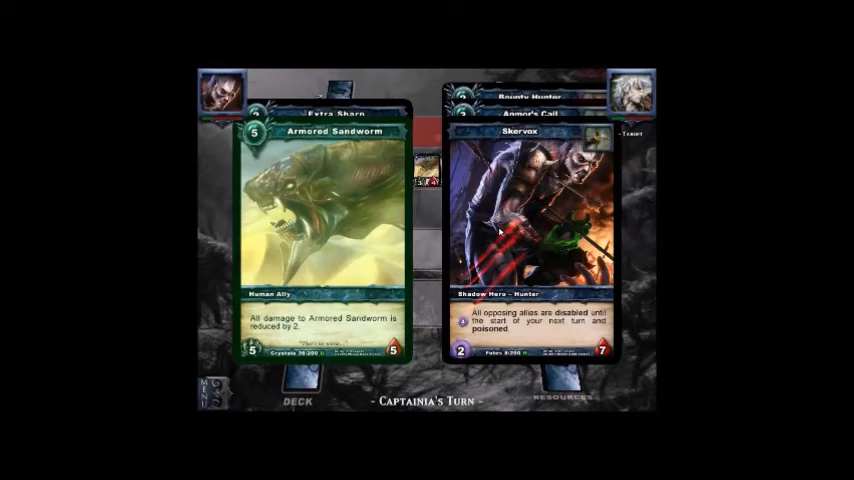 Extra Sharp
5
Armored Sandworm
Human Ally
All damage to Armored Sandworm is
reduced by 2.
5
5
Bounty Hunter
Armor's Call
Skervox
Shadow Hero - Hunter
4
All opposing allies are disabled until
the start of your next turn and
poisoned.
2
7
- Target
MENU
DECK
- Captainia's Turn -
RESOURCES